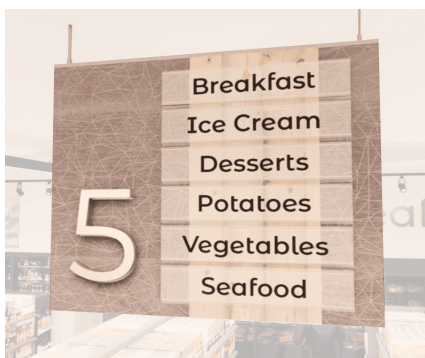 5
Breakfast
Ice Cream
Desserts
Potatoes
Vegetables
Seafood